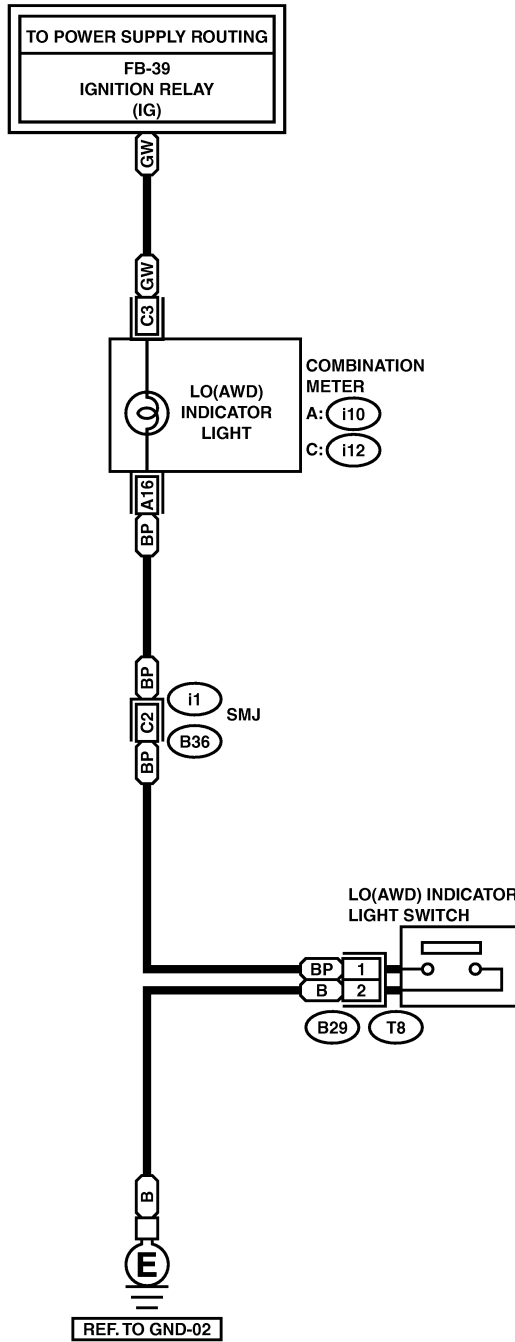 TO POWER SUPPLY ROUTING
FB-39
IGNITION RELAY
(IG)
GW
GW
C3
LO(AWD)
INDICATOR
LIGHT
COMBINATION
METER
A: i10
C: i12
A16
BP
BP
i1
C2
SMJ
B36
BP
LO(AWD) INDICATOR
LIGHT SWITCH
BP 1
B 2
B29 T8
B
E
REF. TO GND-02